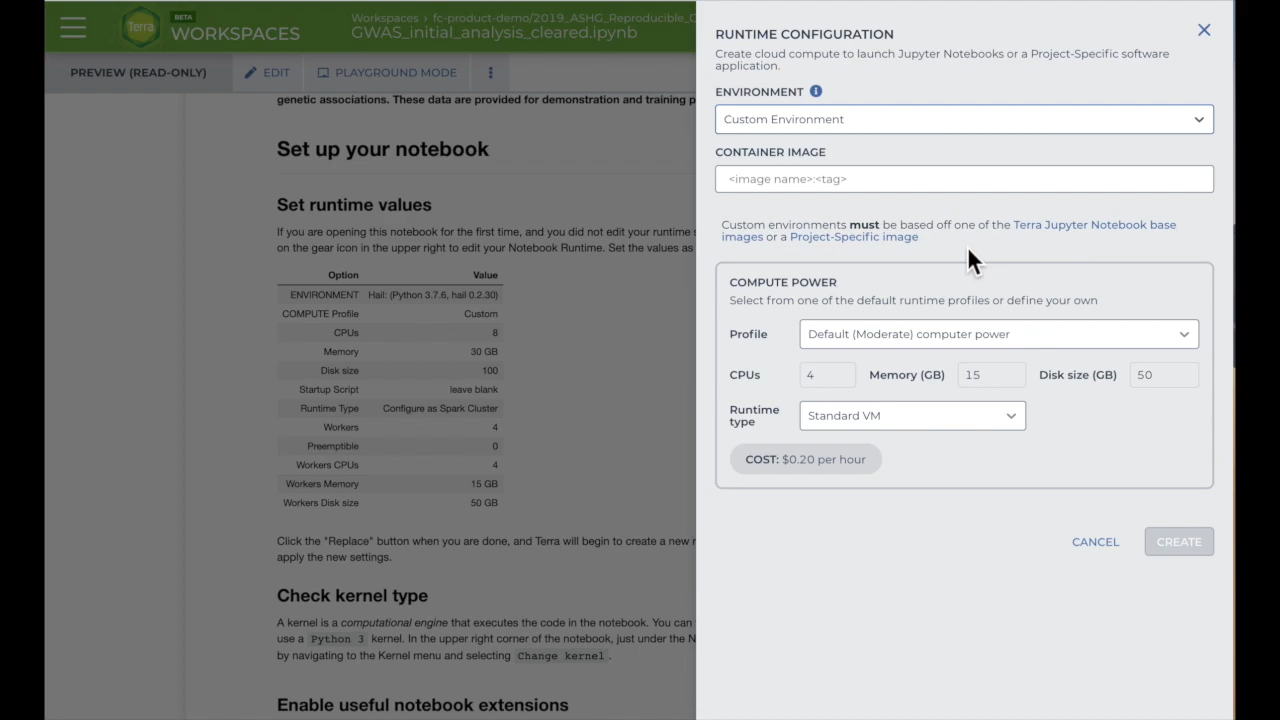 Terra
BETA
WORKSPACES
Workspaces › fc-product-demo/2019_ASHG_Reproducible_
GWAS_initial_analysis_cleared.ipynb
PREVIEW (READ-ONLY)
EDIT
PLAYGROUND MODE
genetic associations. These data are provided for demonstration and training
Set up your notebook
Set runtime values
If you are opening this notebook for the first time, and you did not edit your runtime
on the gear icon in the upper right to edit your Notebook Runtime. Set the values as
Option Value
ENVIRONMENT Hail: (Python 3.7.6, hail 0.2.30)
COMPUTE Profile Custom
CPUs 8
Memory 30 GB
Disk size 100
Startup Script leave blank
Runtime Type Configure as Spark Cluster
Workers 4
Preemptible 0
Workers CPUs 4
Workers Memory 15 GB
Workers Disk size 50 GB
Click the "Replace" button when you are done, and Terra will begin to create a new
apply the new settings.
Check kernel type
A kernel is a computational engine that executes the code in the notebook. You can
use a Python 3 kernel. In the upper right corner of the notebook, just under the
by navigating to the Kernel menu and selecting Change kernel.
Enable useful notebook extensions
RUNTIME CONFIGURATION
Create cloud compute to launch Jupyter Notebooks or a Project-Specific software
application.
ENVIRONMENT
Custom Environment
CONTAINER IMAGE
<image name>:<tag>
Custom environments must be based off one of the Terra Jupyter Notebook base
images or a Project-Specific image
COMPUTE POWER
Select from one of the default runtime profiles or define your own
Profile Default (Moderate) computer power
CPUs 4 Memory (GB) 15 Disk size (GB) 50
Runtime
type
Standard VM
COST: $0.20 per hour
CANCEL CREATE